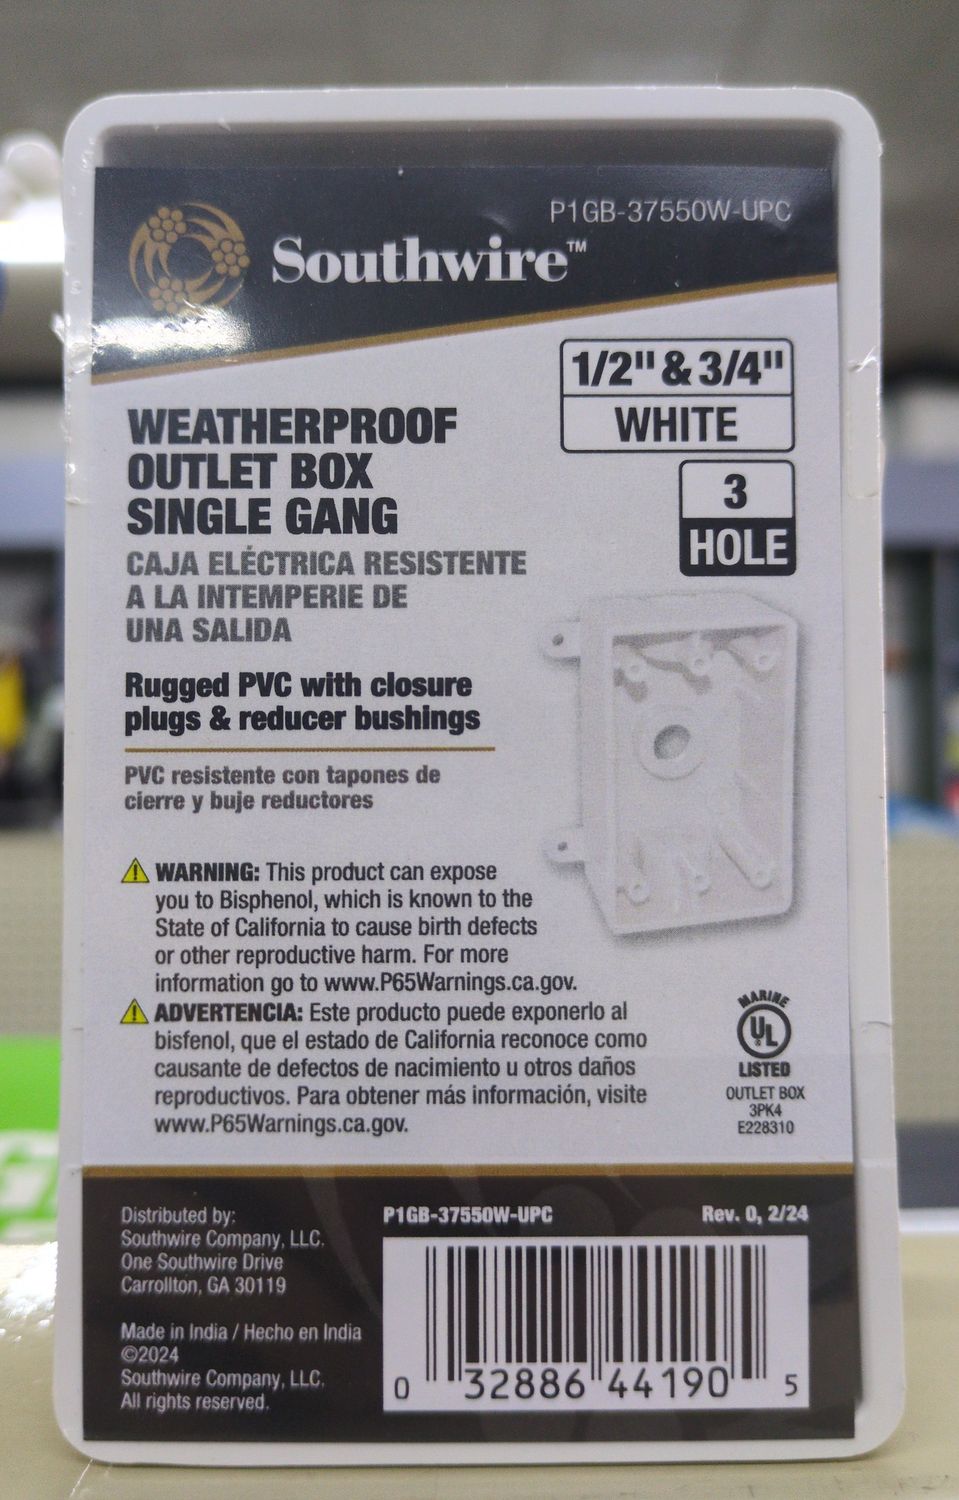 P1GB-37550W-UPC
Southwire™
1/2" & 3/4"
WHITE
3
HOLE
WEATHERPROOF
OUTLET BOX
SINGLE GANG
CAJA ELÉCTRICA RESISTENTE
A LA INTEMPERIE DE
UNA SALIDA
Rugged PVC with closure
plugs & reducer bushings
PVC resistente con tapones de
cierre y buje reductores
WARNING: This product can expose
you to Bisphenol, which is known to the
State of California to cause birth defects
or other reproductive harm. For more
information go to www.P65Warnings.ca.gov.
ADVERTENCIA: Este producto puede exponerlo al
bisfenol, que el estado de California reconoce como
causante de defectos de nacimiento u otros daños
reproductivos. Para obtener más información, visite
www.P65Warnings.ca.gov.
MARINE
UL
®
LISTED
OUTLET BOX
3PK4
E228310
Distributed by:
Southwire Company, LLC.
One Southwire Drive
Carrollton, GA 30119
Made in India / Hecho en India
©2024
Southwire Company, LLC.
All rights reserved.
P1GB-37550W-UPC Rev. 0, 2/24
0 32886 44190 5